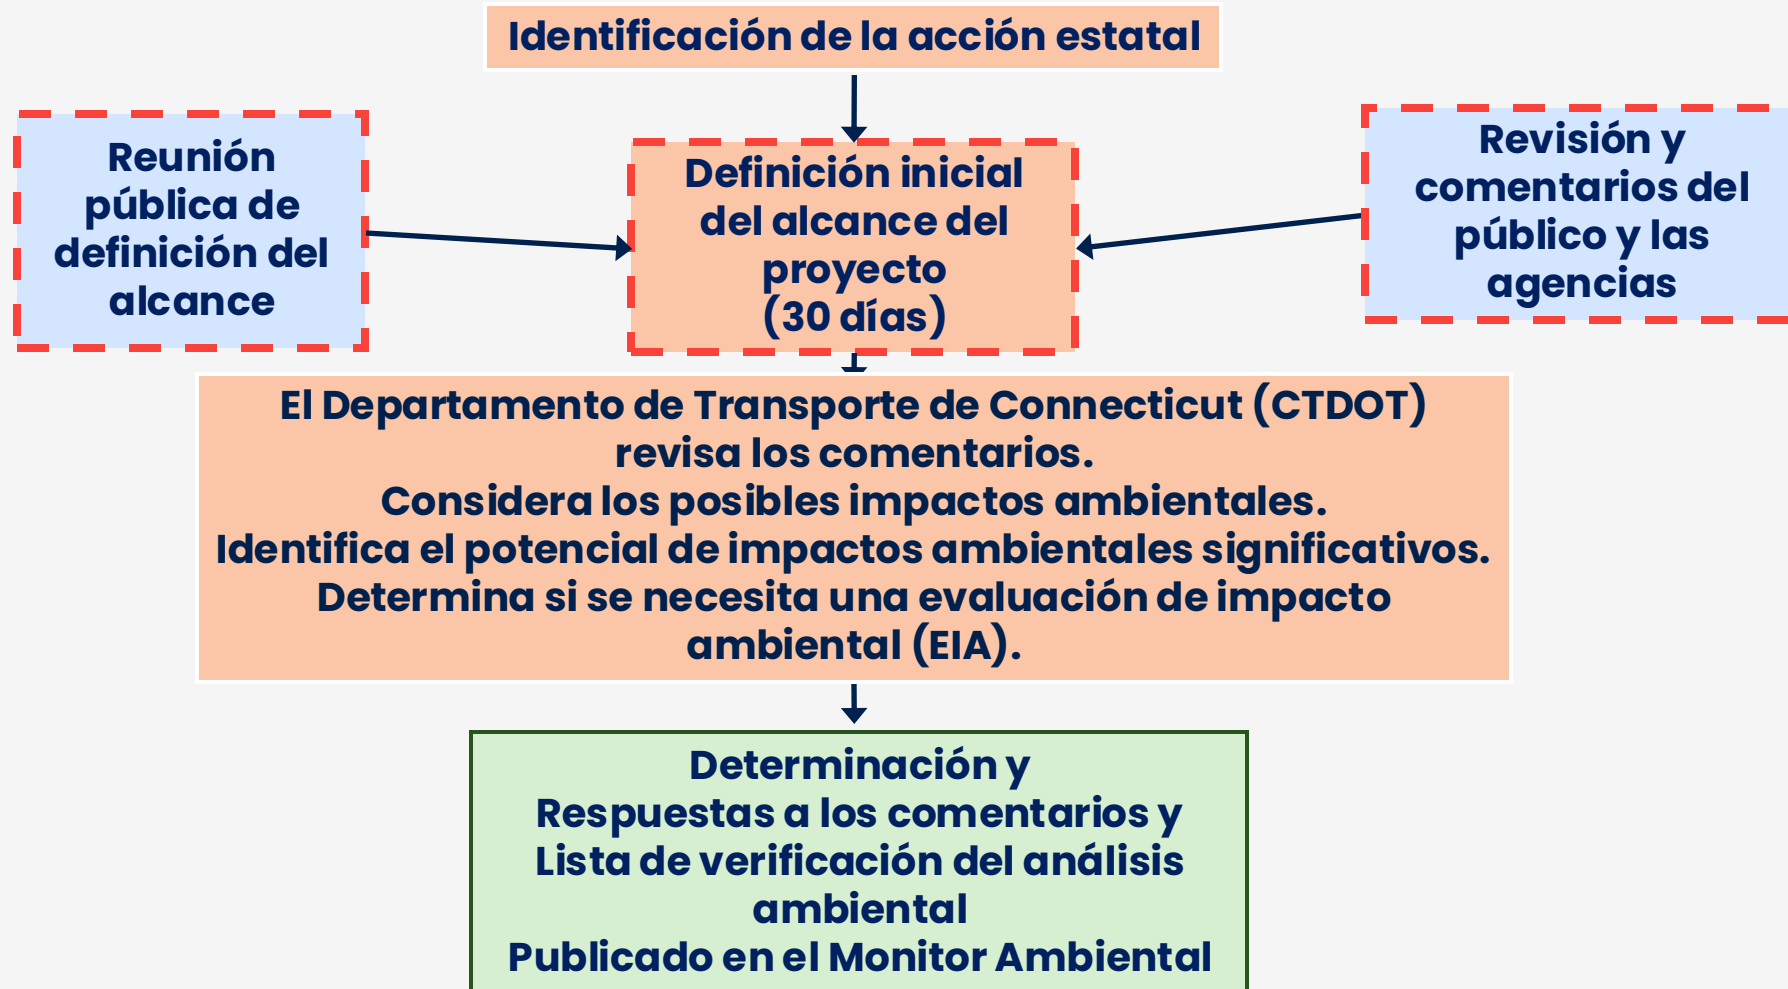 Identificación de la acción estatal
Reunión
pública de
definición del
alcance
Definición inicial
del alcance del
proyecto
(30 días)
Revisión y
comentarios del
público y las
agencias
El Departamento de Transporte de Connecticut (CTDOT)
revisa los comentarios.
Considera los posibles impactos ambientales.
Identifica el potencial de impactos ambientales significativos.
Determina si se necesita una evaluación de impacto
ambiental (EIA).
Determinación y
Respuestas a los comentarios y
Lista de verificación del análisis
ambiental
Publicado en el Monitor Ambiental